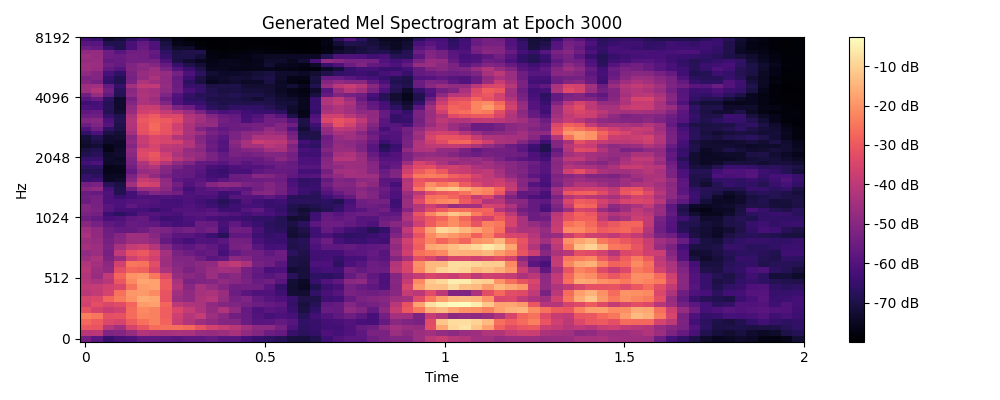 Generated Mel Spectrogram at Epoch 3000
8192
4096
2048
1024
512
0
Hz
0 0.5 1 1.5 2
Time
-10 dB
-20 dB
-30 dB
-40 dB
-50 dB
-60 dB
-70 dB